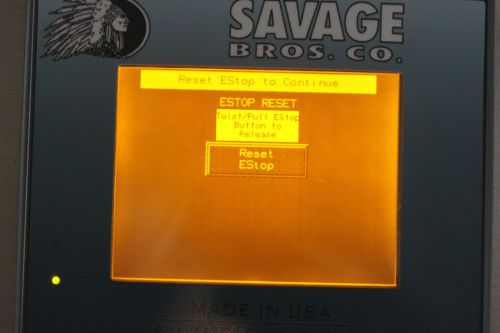 SAVAGE
BROS. CO.
Reset EStop to Continue
ESTOP RESET
Twist/Pull EStop
Button to
Release
Reset
EStop
MADE IN USA